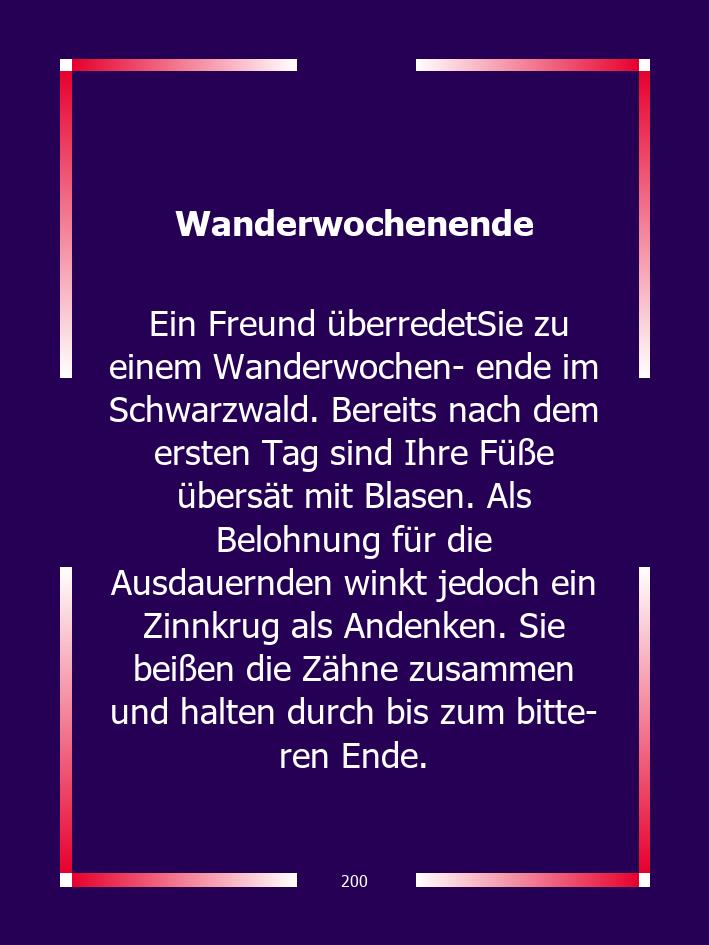 Wanderwochenende
Ein Freund überredetSie zu
einem Wanderwochen- ende im
Schwarzwald. Bereits nach dem
ersten Tag sind Ihre Füße
übersät mit Blasen. Als
Belohnung für die
Ausdauernden winkt jedoch ein
Zinnkrug als Andenken. Sie
beißen die Zähne zusammen
und halten durch bis zum bitte-
ren Ende.
200